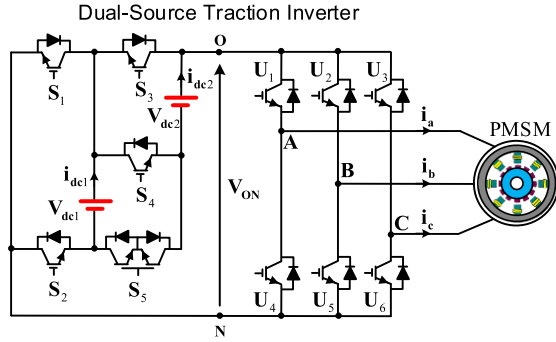 Dual-Source Traction Inverter
O
U1 U2 U3
S1 S3
idc2
Vdc2
ia
PMSM
A
idc1
S4
VON
B
ib
Vdc1
C
ic
S2 S5
U4 U5 U6
N